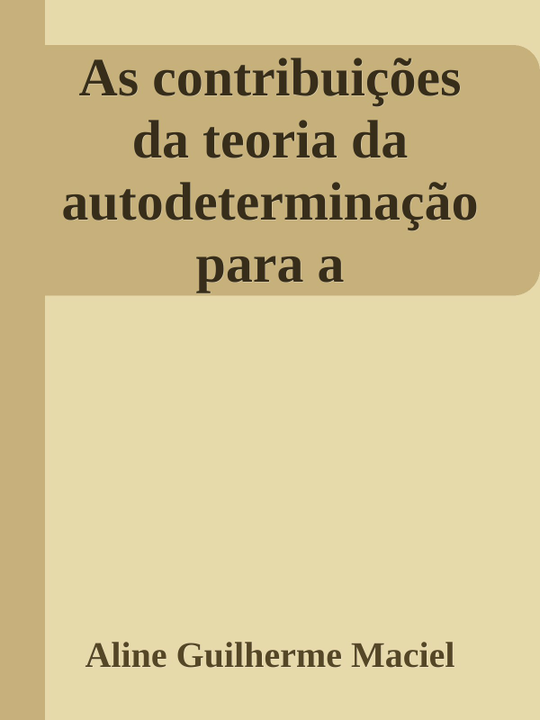 As contribuições
da teoria da
autodeterminação
para a
Aline Guilherme Maciel